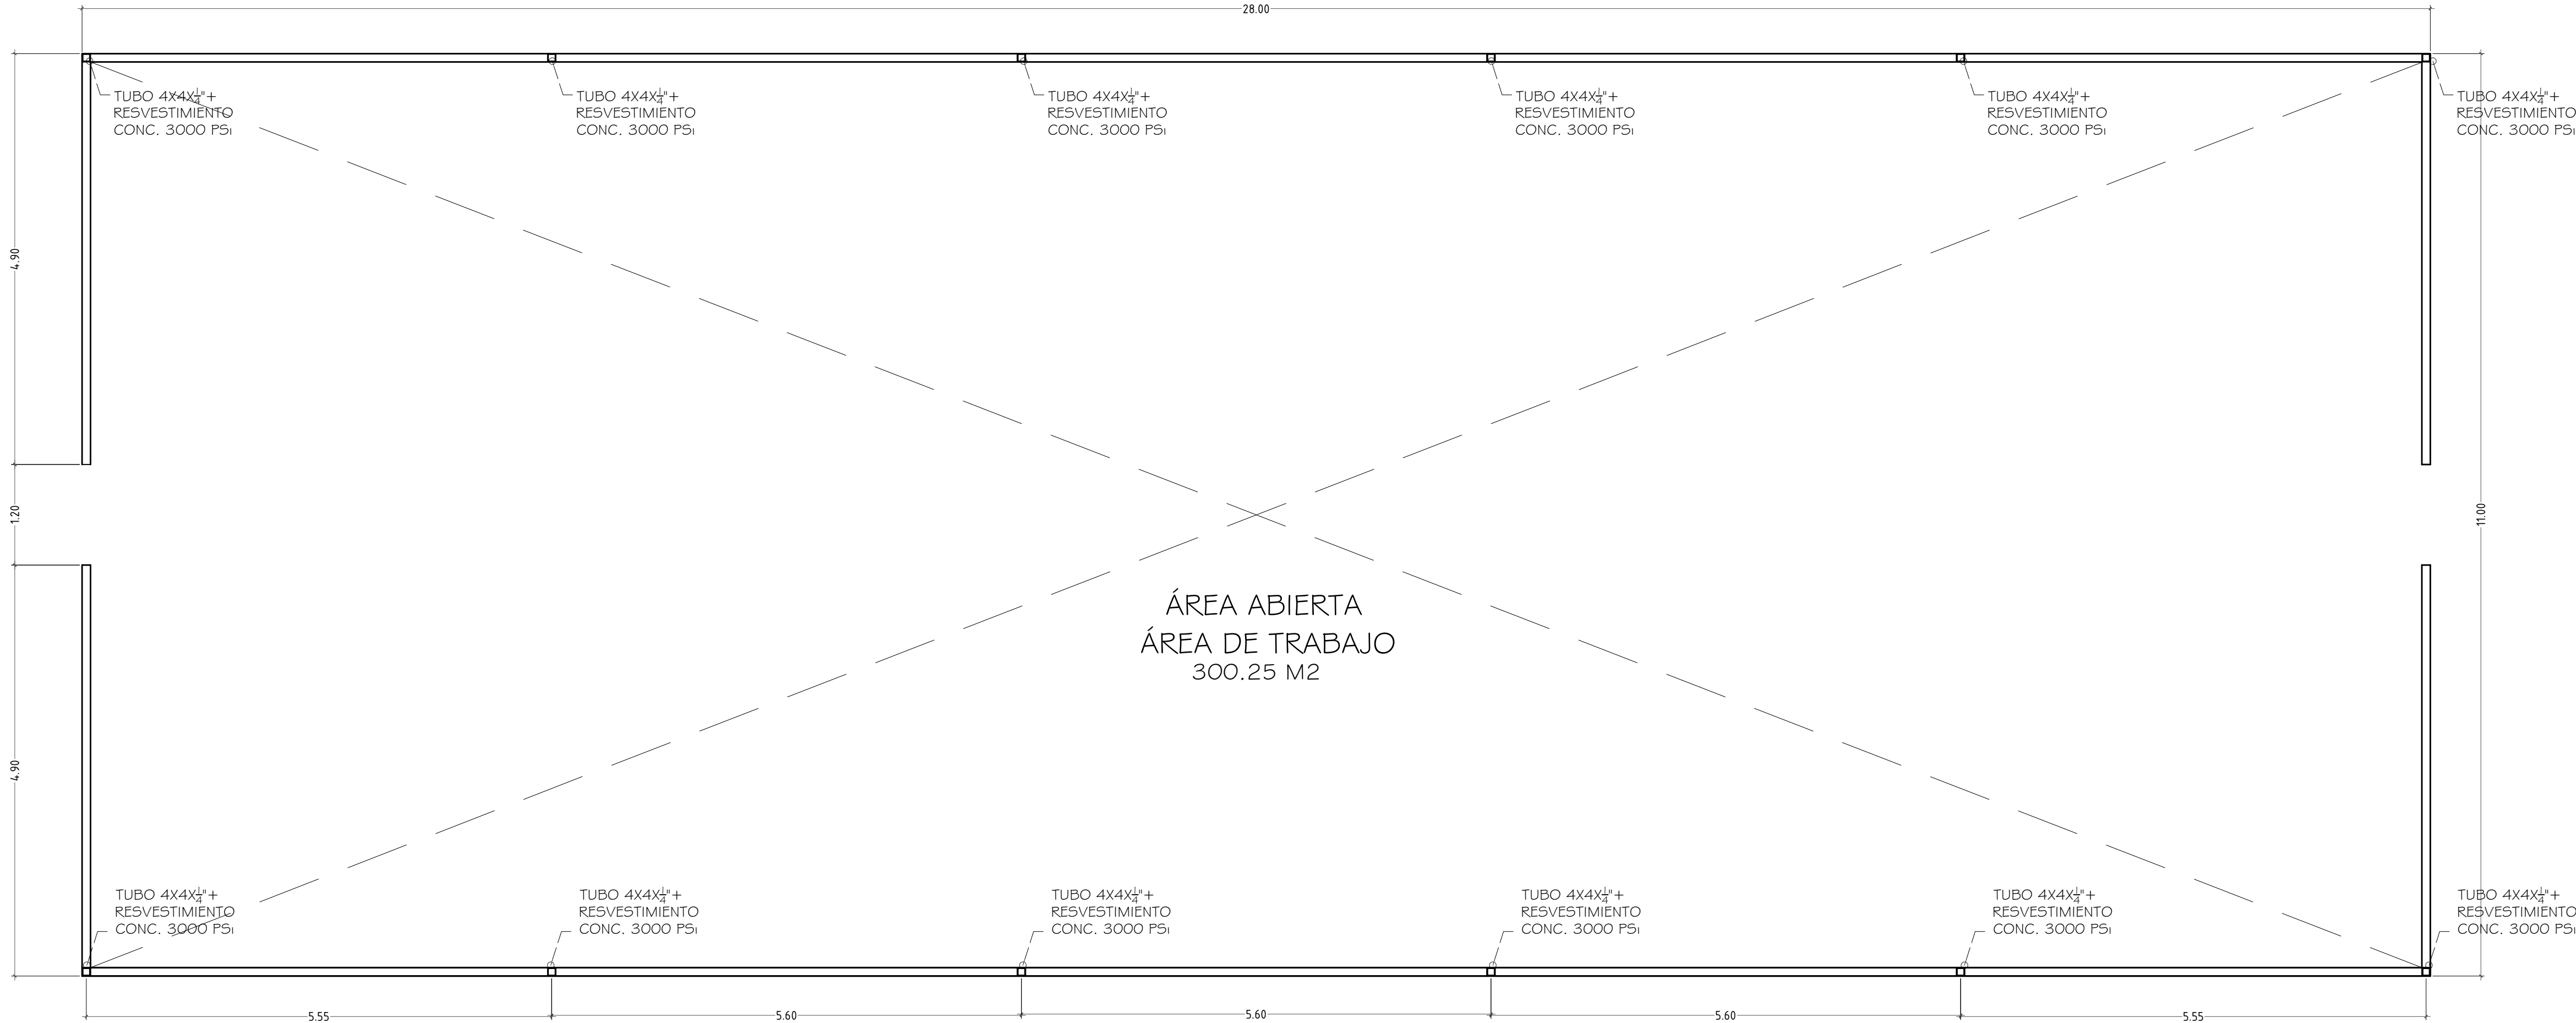 28.00
TUBO 4X4X¼"+
RESVESTIMIENTO
CONC. 3000 PSi
TUBO 4X4X¼"+
RESVESTIMIENTO
CONC. 3000 PSi
TUBO 4X4X¼"+
RESVESTIMIENTO
CONC. 3000 PSi
TUBO 4X4X¼"+
RESVESTIMIENTO
CONC. 3000 PSi
TUBO 4X4X¼"+
RESVESTIMIENTO
CONC. 3000 PSi
TUBO 4X4X¼"+
RESVESTIMIENTO
CONC. 3000 PSi
4.90
1.20
11.00
ÁREA ABIERTA
ÁREA DE TRABAJO
300.25 M2
4.90
TUBO 4X4X¼"+
RESVESTIMIENTO
CONC. 3000 PSi
TUBO 4X4X¼"+
RESVESTIMIENTO
CONC. 3000 PSi
TUBO 4X4X¼"+
RESVESTIMIENTO
CONC. 3000 PSi
TUBO 4X4X¼"+
RESVESTIMIENTO
CONC. 3000 PSi
TUBO 4X4X¼"+
RESVESTIMIENTO
CONC. 3000 PSi
TUBO 4X4X¼"+
RESVESTIMIENTO
CONC. 3000 PSi
5.55
5.60
5.60
5.60
5.55